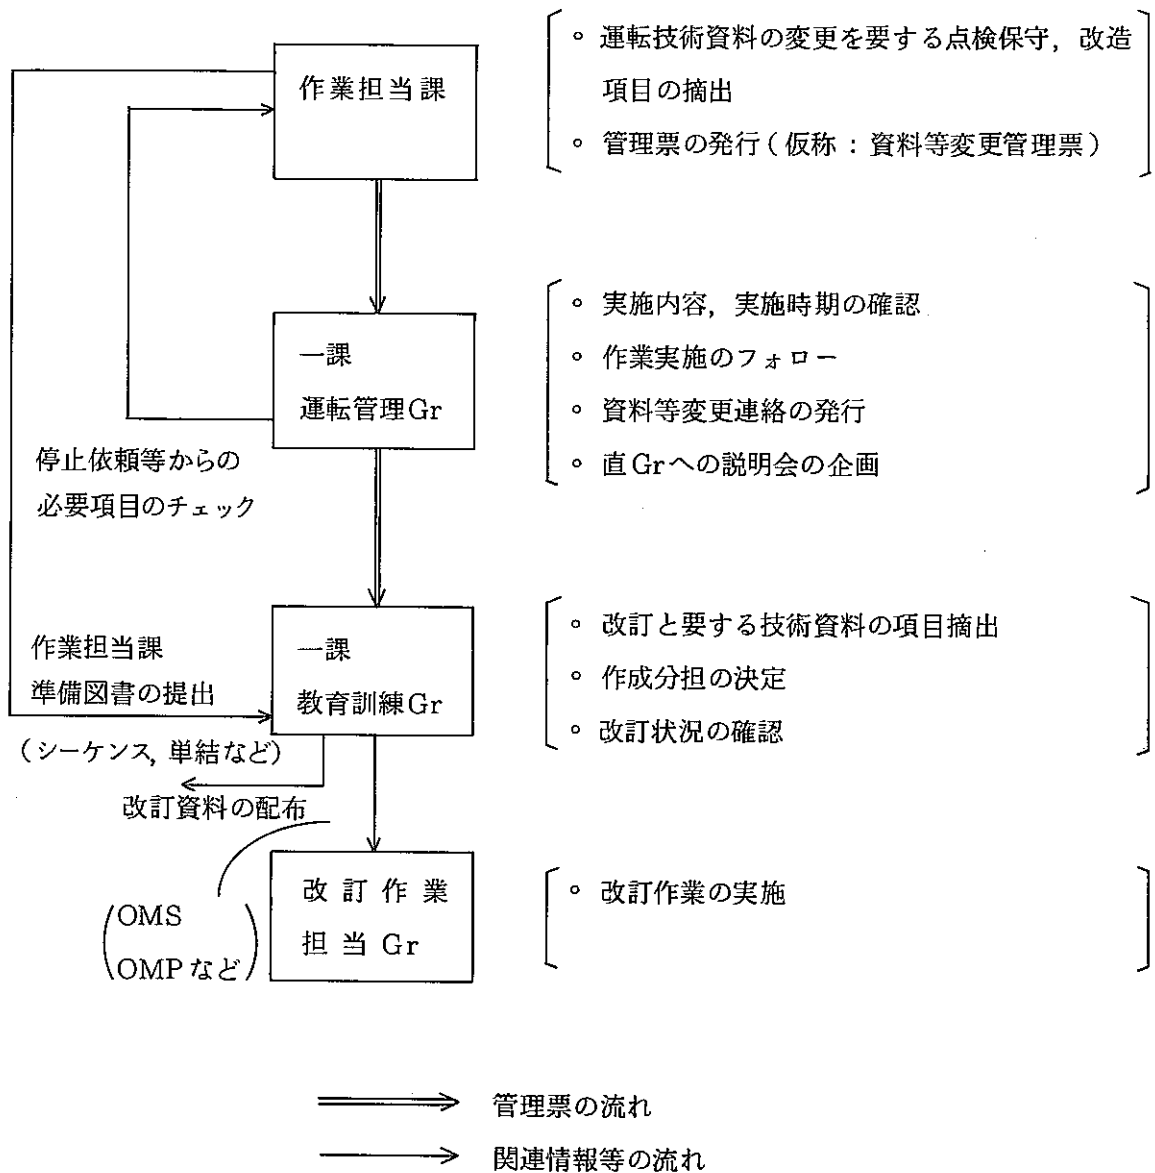 作業担当課
。運転技術資料の変更を要する点検保守，改造
項目の摘出
。管理票の発行（仮称：資料等変更管理票）
一課
運転管理Gr
。実施内容，実施時期の確認
。作業実施のフォロー
。資料等変更連絡の発行
。直Grへの説明会の企画
停止依頼等からの
必要項目のチェック
作業担当課
準備図書の提出
（シーケンス，単結など）
一課
教育訓練Gr
。改訂と要する技術資料の項目摘出
。作成分担の決定
。改訂状況の確認
改訂資料の配布
OMS
OMPなど
改訂作業
担当Gr
。改訂作業の実施
管理票の流れ
関連情報等の流れ